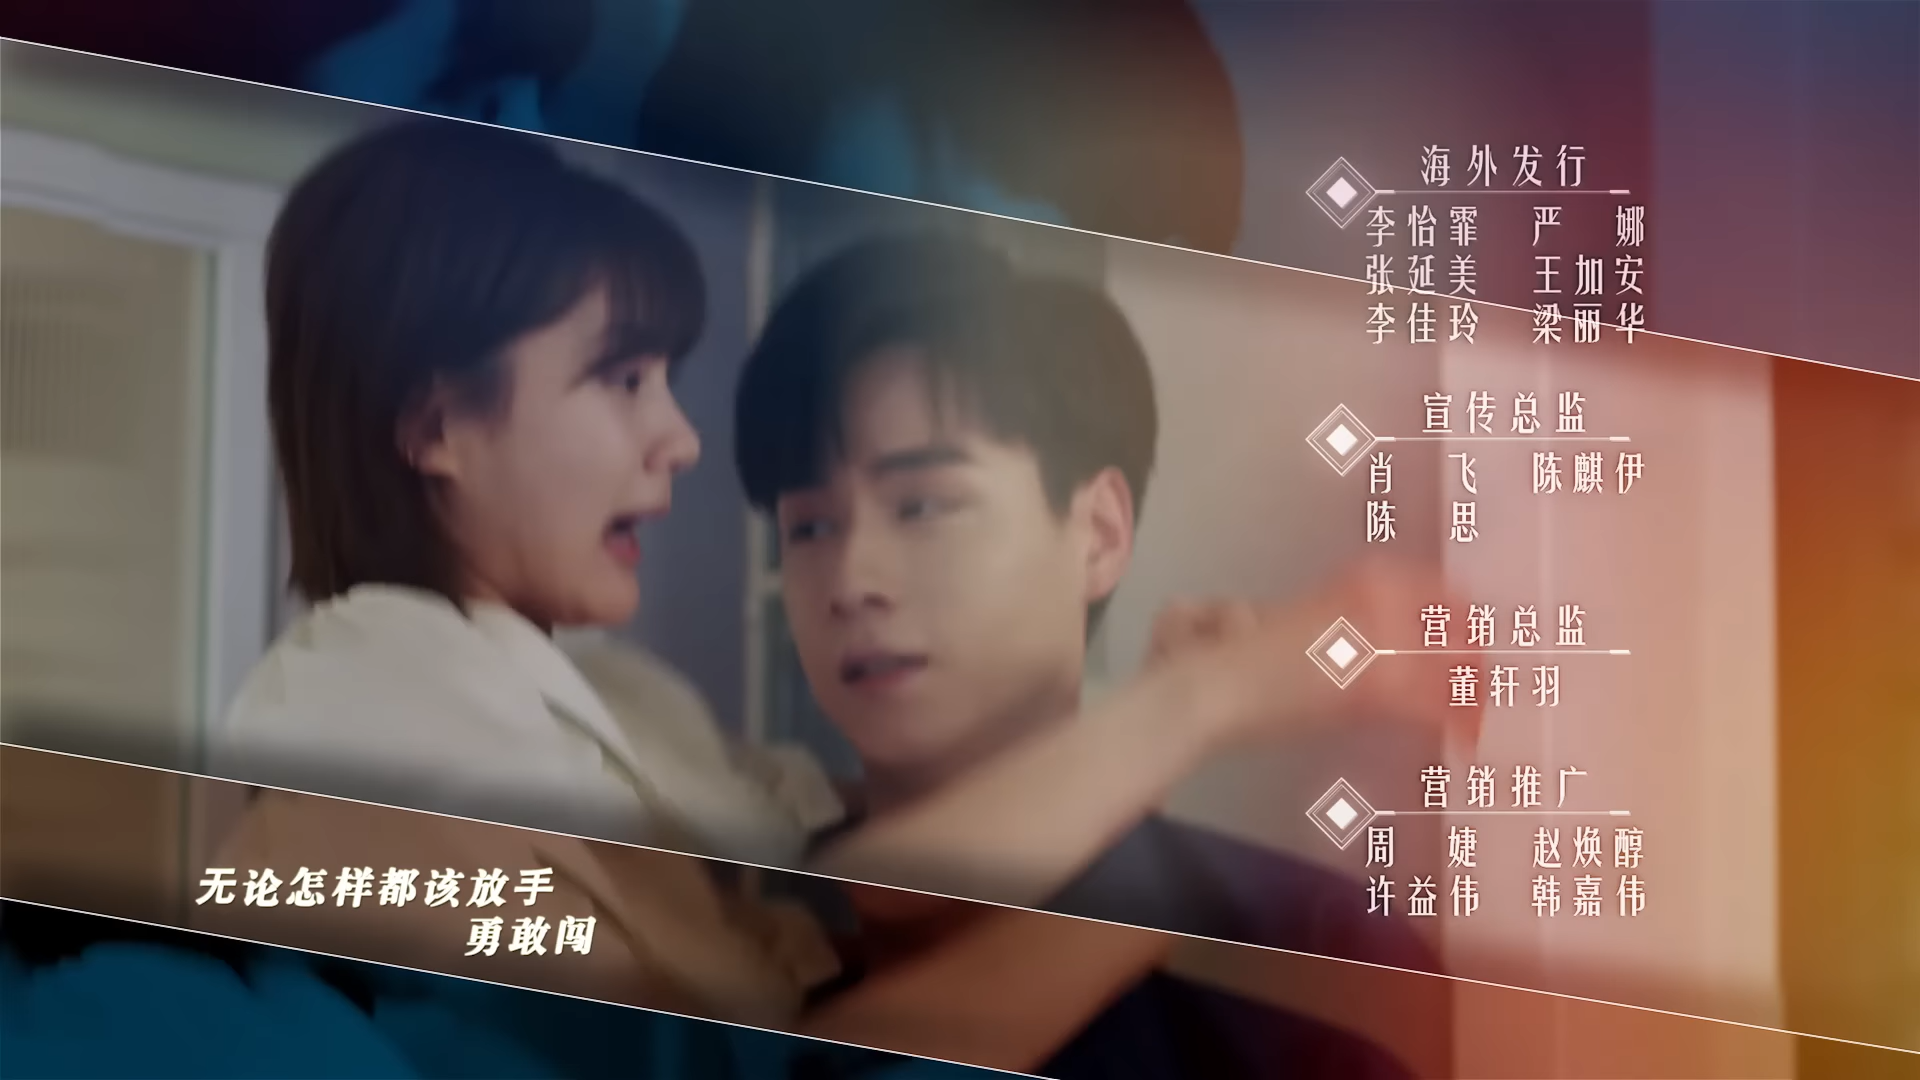 海外发行
李怡霏 严娜
张延美 王加安
李佳玲 梁丽华
宣传总监
肖飞 陈麒伊
陈思
营销总监
董轩羽
营销推广
周婕 赵焕醇
许益伟 韩嘉伟
无论怎样都该放手
勇敢闯